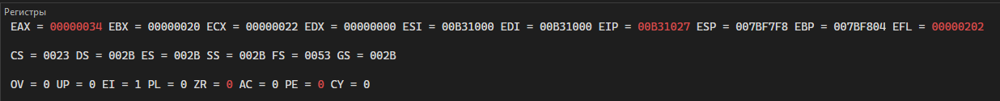 Регистры
EAX = 00000034 EBX = 00000020 ECX = 00000022 EDX = 00000000 ESI = 00B31000 EDI = 00B31000 EIP = 00B31027 ESP = 007BF7F8 EBP = 007BF804 EFL = 00000202
CS = 0023 DS = 002B ES = 002B SS = 002B FS = 0053 GS = 002B
OV = 0 UP = 0 EI = 1 PL = 0 ZR = 0 AC = 0 PE = 0 CY = 0